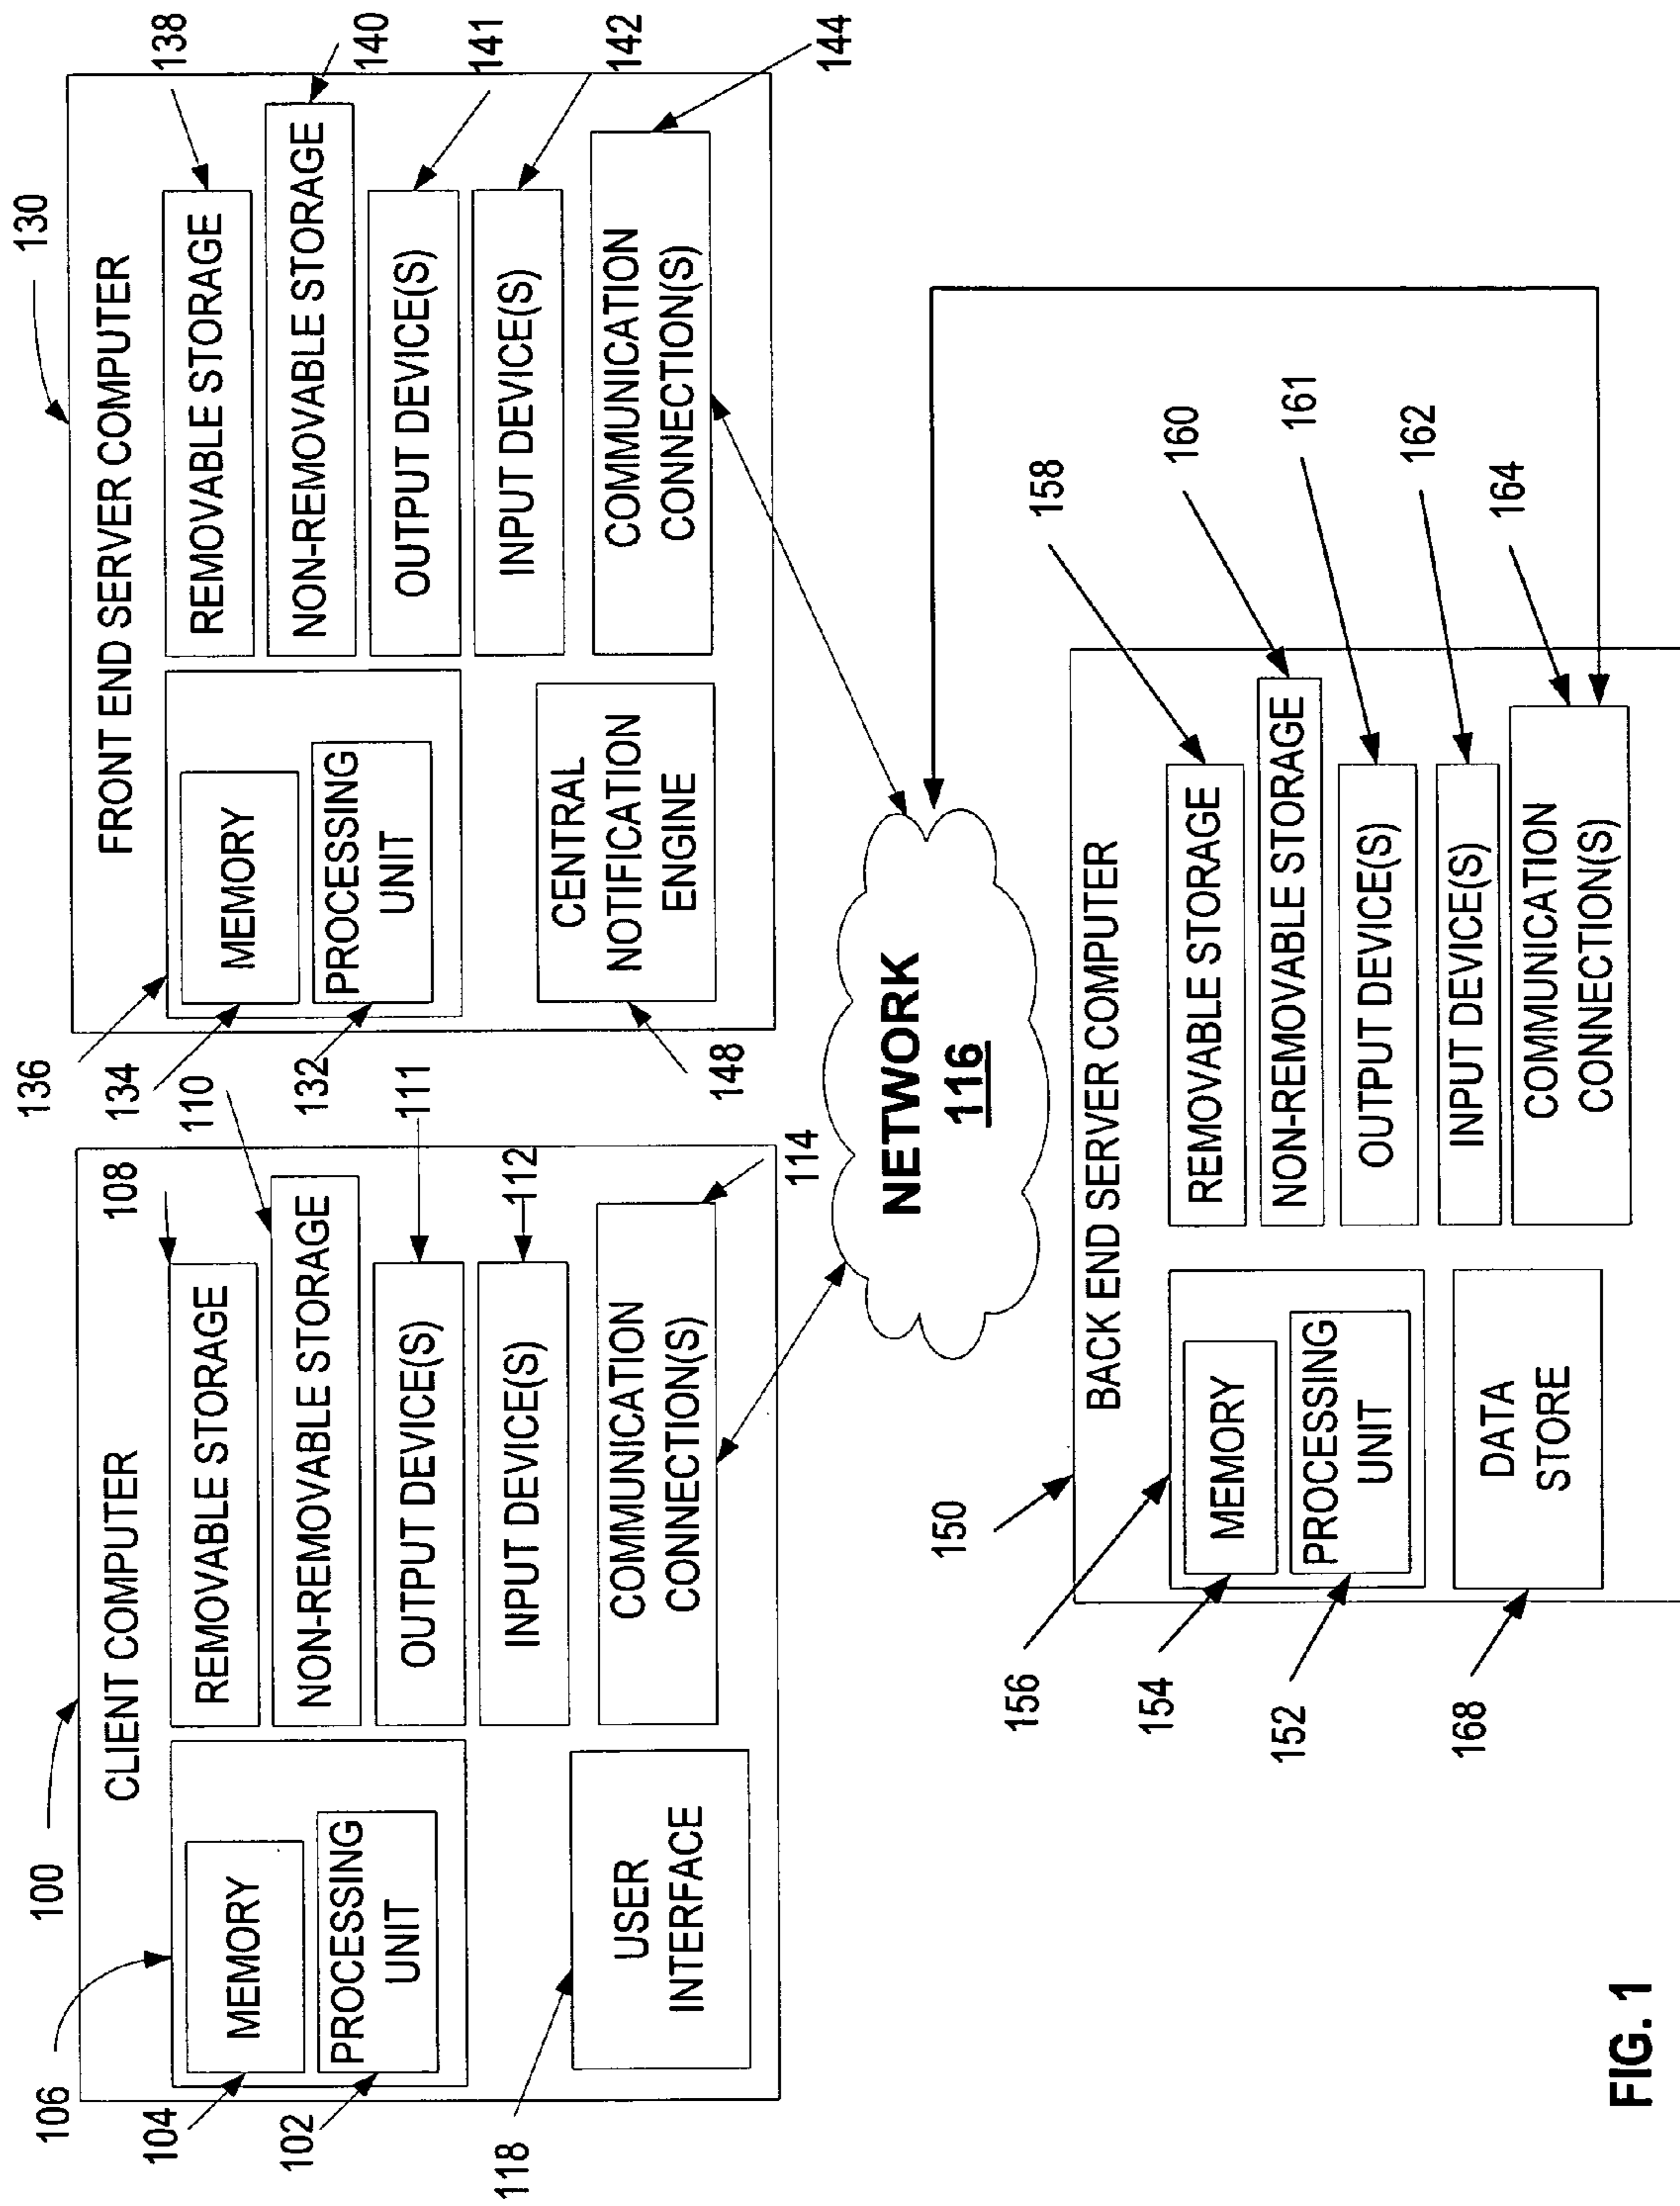 100
CLIENT COMPUTER
106
104
MEMORY
102
PROCESSING
UNIT
118
USER
INTERFACE
108
REMOVABLE STORAGE
110
NON-REMOVABLE STORAGE
111
OUTPUT DEVICE(S)
112
INPUT DEVICE(S)
114
COMMUNICATION
CONNECTION(S)
130
FRONT END SERVER COMPUTER
136
134
MEMORY
132
PROCESSING
UNIT
148
CENTRAL
NOTIFICATION
ENGINE
138
REMOVABLE STORAGE
140
NON-REMOVABLE STORAGE
141
OUTPUT DEVICE(S)
142
INPUT DEVICE(S)
144
COMMUNICATION
CONNECTION(S)
NETWORK
116
150
BACK END SERVER COMPUTER
156
154
MEMORY
152
PROCESSING
UNIT
168
DATA
STORE
158
REMOVABLE STORAGE
160
NON-REMOVABLE STORAGE
161
OUTPUT DEVICE(S)
162
INPUT DEVICE(S)
164
COMMUNICATION
CONNECTION(S)
FIG. 1